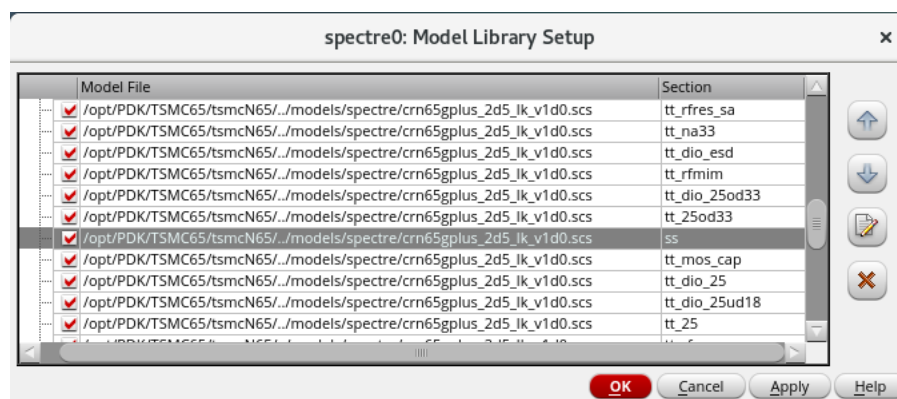 spectre0: Model Library Setup
Model File Section
/opt/PDK/TSMC65/tsmcN65/../models/spectre/crn65gplus_2d5_lk_v1d0.scs tt_rfres_sa
/opt/PDK/TSMC65/tsmcN65/../models/spectre/crn65gplus_2d5_lk_v1d0.scs tt_na33
/opt/PDK/TSMC65/tsmcN65/../models/spectre/crn65gplus_2d5_lk_v1d0.scs tt_dio_esd
/opt/PDK/TSMC65/tsmcN65/../models/spectre/crn65gplus_2d5_lk_v1d0.scs tt_rfmim
/opt/PDK/TSMC65/tsmcN65/../models/spectre/crn65gplus_2d5_lk_v1d0.scs tt_dio_25od33
/opt/PDK/TSMC65/tsmcN65/../models/spectre/crn65gplus_2d5_lk_v1d0.scs tt_25od33
/opt/PDK/TSMC65/tsmcN65/../models/spectre/crn65gplus_2d5_lk_v1d0.scs ss
/opt/PDK/TSMC65/tsmcN65/../models/spectre/crn65gplus_2d5_lk_v1d0.scs tt_mos_cap
/opt/PDK/TSMC65/tsmcN65/../models/spectre/crn65gplus_2d5_lk_v1d0.scs tt_dio_25
/opt/PDK/TSMC65/tsmcN65/../models/spectre/crn65gplus_2d5_lk_v1d0.scs tt_dio_25ud18
/opt/PDK/TSMC65/tsmcN65/../models/spectre/crn65gplus_2d5_lk_v1d0.scs tt_25
OK Cancel Apply Help